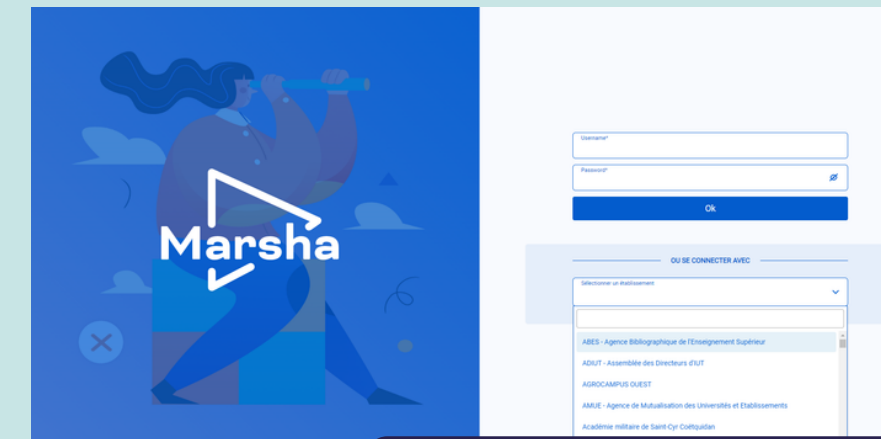 Marsha
Username*
Password*
Ok
OU SE CONNECTER AVEC
Sélectionner un établissement
ABES - Agence Bibliographique de l'Enseignement Supérieur
ADIUT - Assemblée des Directeurs d'IUT
AGROCAMPUS OUEST
AMUE - Agence de Mutualisation des Universités et Etablissements
Académie militaire de Saint-Cyr Coëtquidan